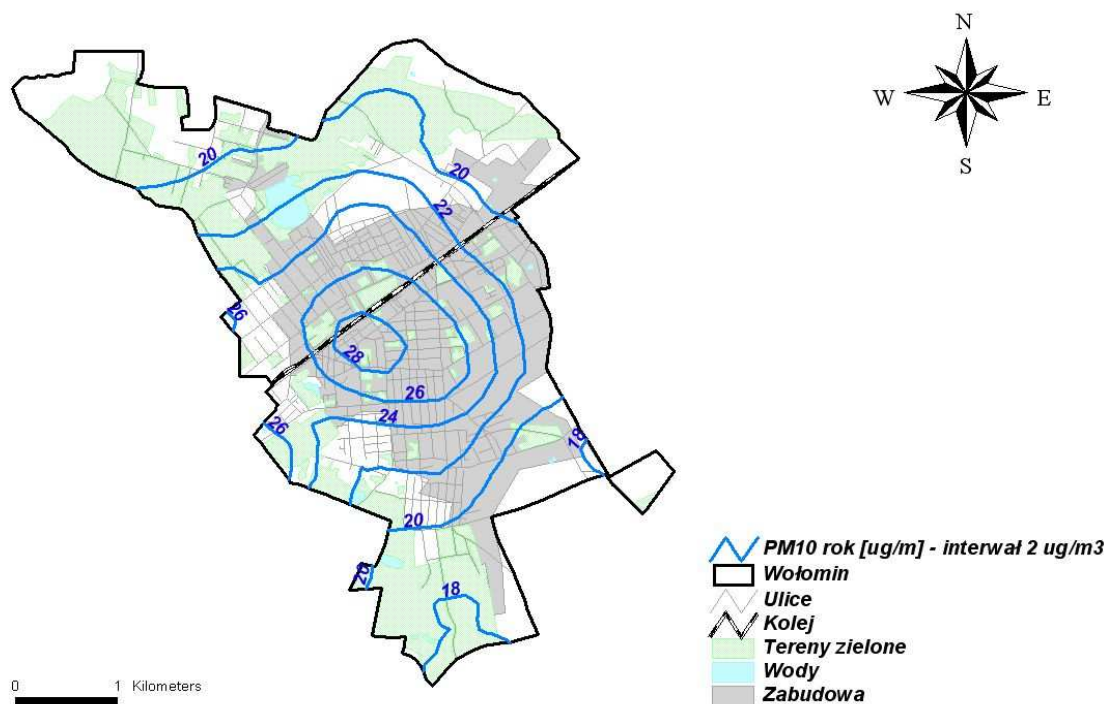 N
W E
S
20
20
22
26
28
26
24
26
18
20
20
18
PM10 rok [ug/m] - interwał 2 ug/m3
Wołomin
Ulice
Kolej
Tereny zielone
Wody
Zabudowa
0 1 Kilometers